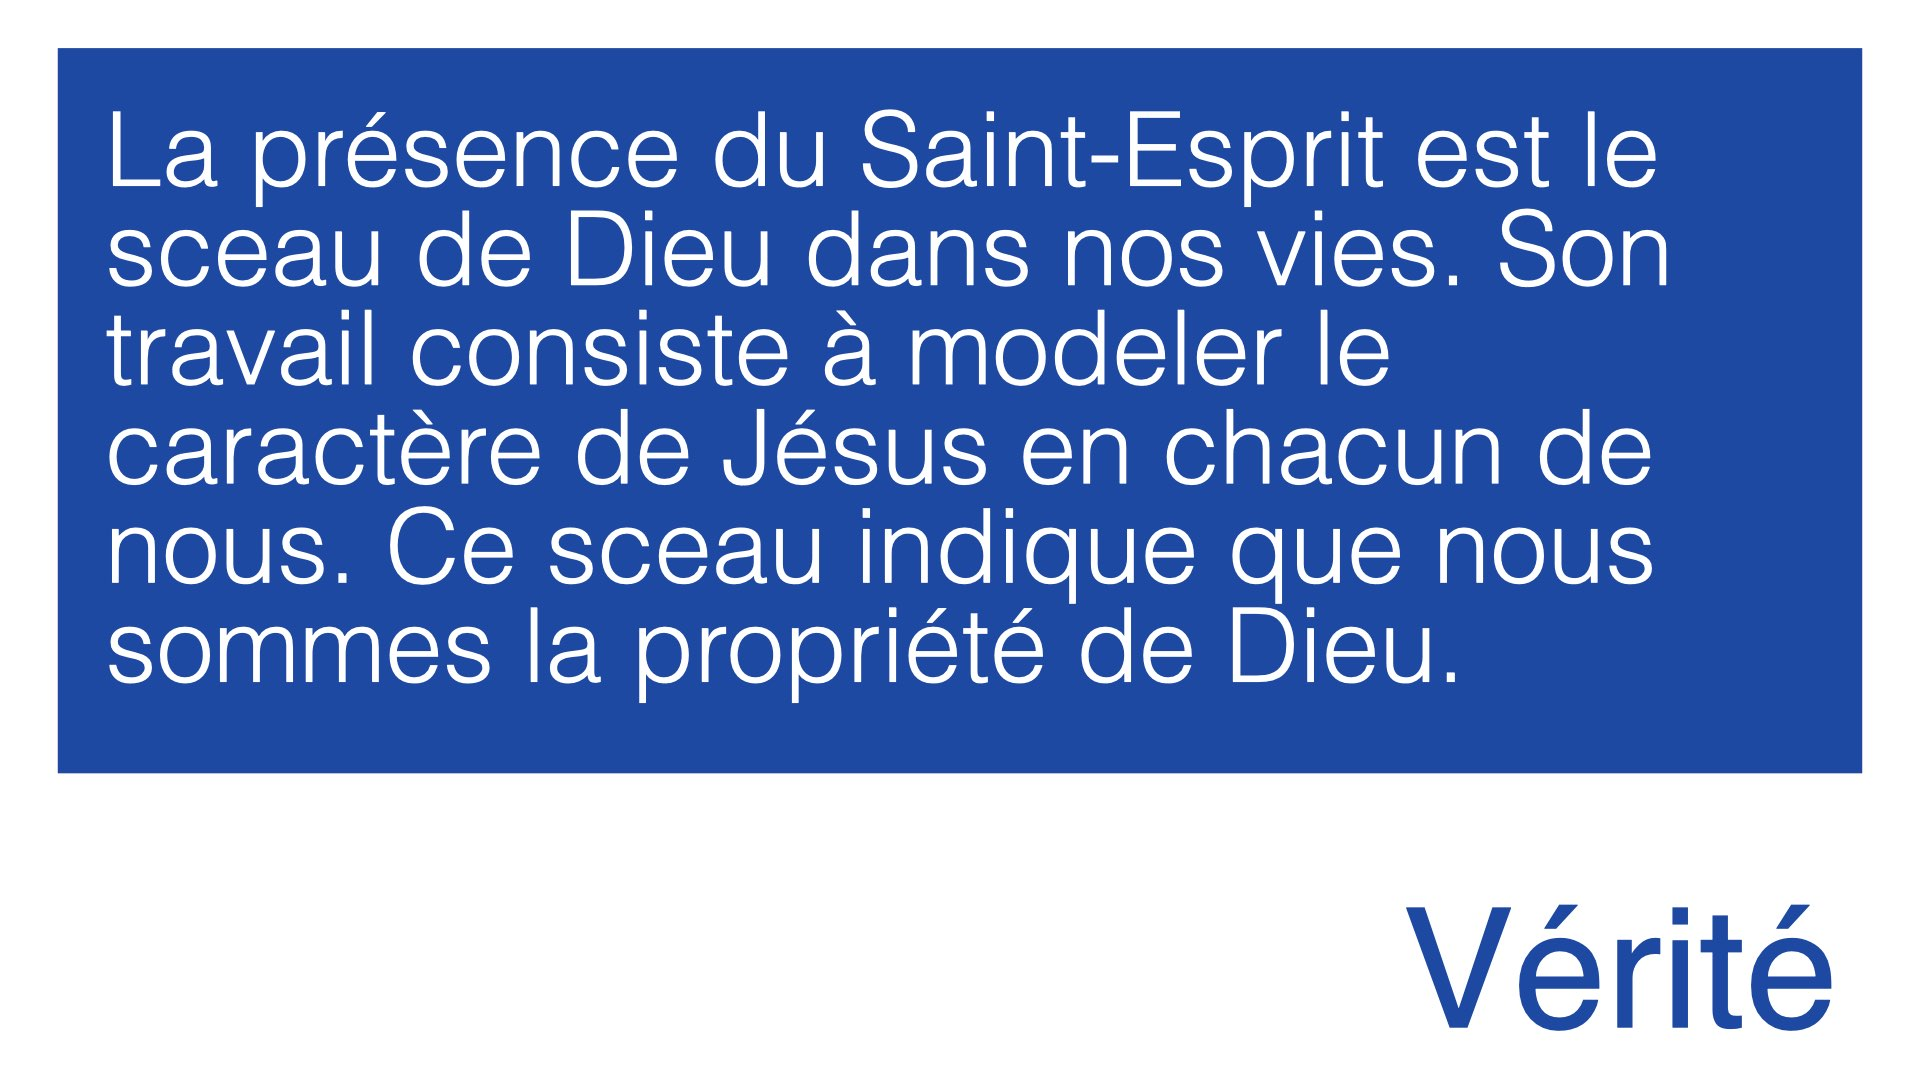 La présence du Saint-Esprit est le
sceau de Dieu dans nos vies. Son
travail consiste à modeler le
caractère de Jésus en chacun de
nous. Ce sceau indique que nous
sommes la propriété de Dieu.
Vérité